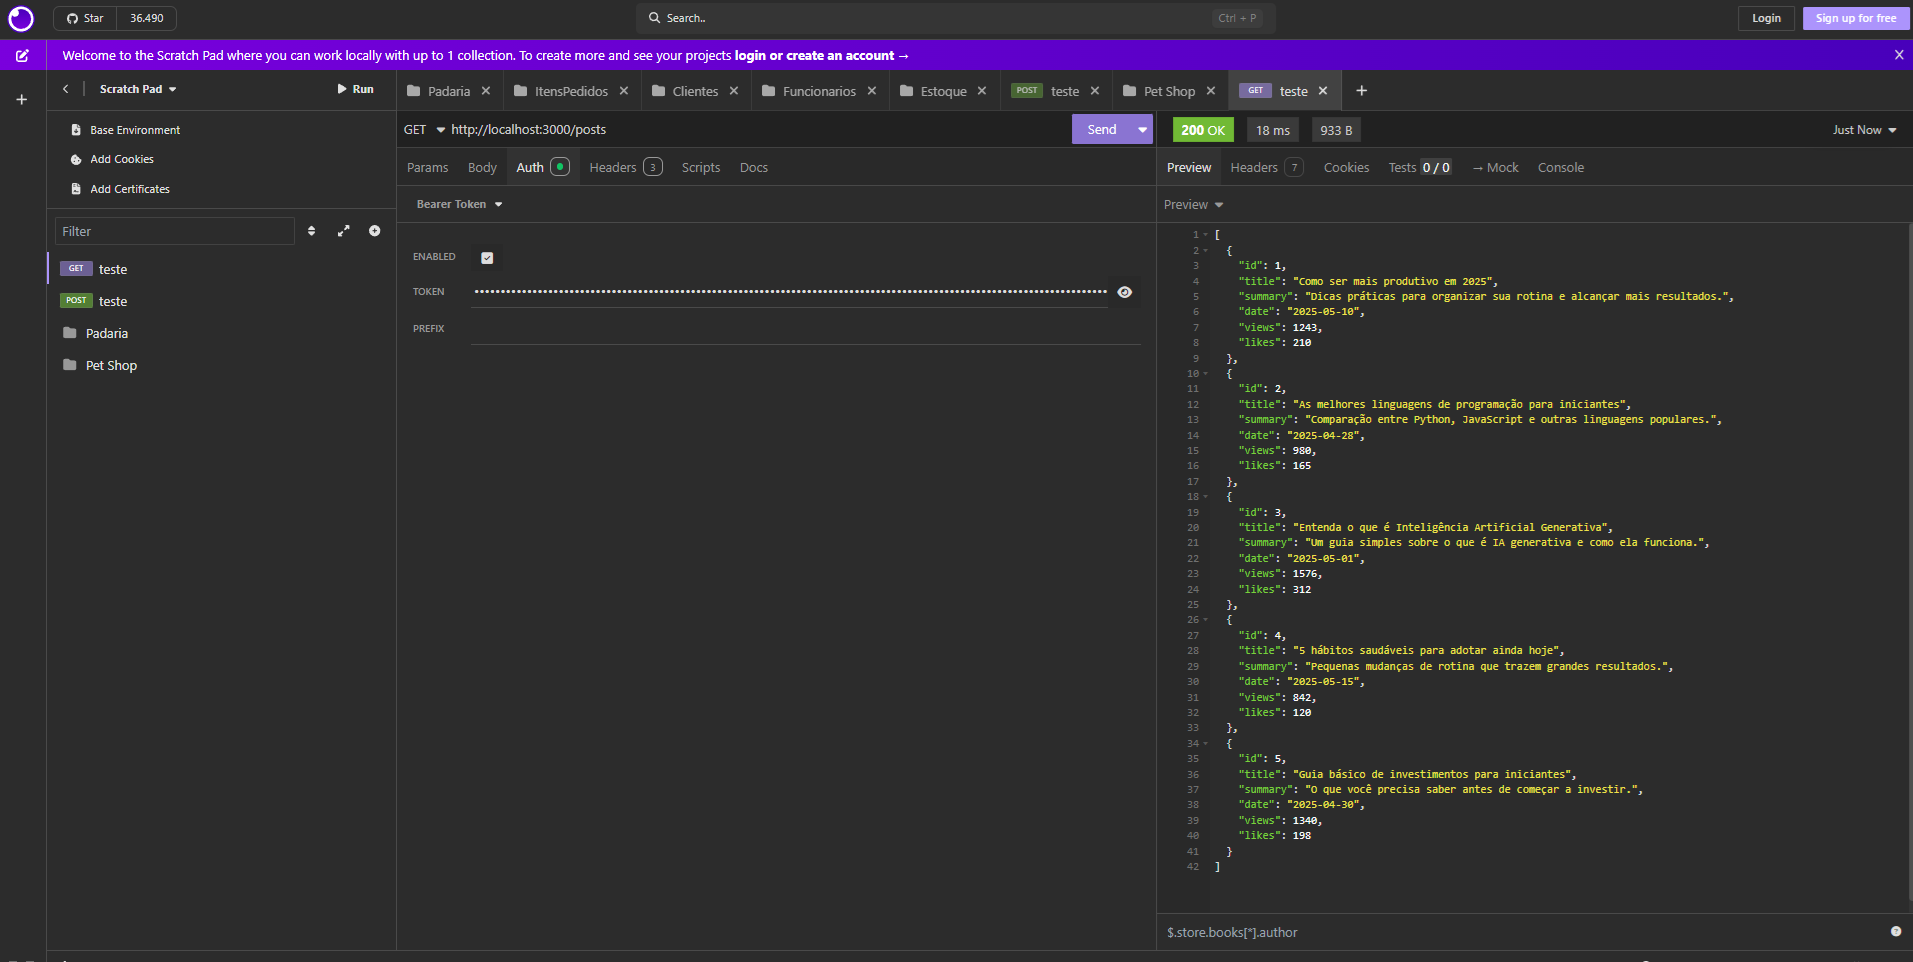 Star 36.490 Search.. Ctrl + P Login Sign up for free
Welcome to the Scratch Pad where you can work locally with up to 1 collection. To create more and see your projects login or create an account →
Scratch Pad Run
Base Environment
Add Cookies
Add Certificates
Filter
GET teste
POST teste
Padaria
Pet Shop
Padaria ItensPedidos Clientes Funcionarios Estoque POST teste Pet Shop GET teste
GET http://localhost:3000/posts Send
Params Body Auth Headers 3 Scripts Docs
Bearer Token
ENABLED
TOKEN ••••••••••••••••••••••••••••••••••••••••••••••••••••••••••••••••••••••••••••••••••••••••••••••••••••••••••••
PREFIX
200 OK 18 ms 933 B Just Now
Preview Headers 7 Cookies Tests 0 / 0 → Mock Console
Preview
1 [
2 {
3 "id": 1,
4 "title": "Como ser mais produtivo em 2025",
5 "summary": "Dicas práticas para organizar sua rotina e alcançar mais resultados.",
6 "date": "2025-05-10",
7 "views": 1243,
8 "likes": 210
9 },
10 {
11 "id": 2,
12 "title": "As melhores linguagens de programação para iniciantes",
13 "summary": "Comparação entre Python, JavaScript e outras linguagens populares.",
14 "date": "2025-04-28",
15 "views": 980,
16 "likes": 165
17 },
18 {
19 "id": 3,
20 "title": "Entenda o que é Inteligência Artificial Generativa",
21 "summary": "Um guia simples sobre o que é IA generativa e como ela funciona.",
22 "date": "2025-05-01",
23 "views": 1576,
24 "likes": 312
25 },
26 {
27 "id": 4,
28 "title": "5 hábitos saudáveis para adotar ainda hoje",
29 "summary": "Pequenas mudanças de rotina que trazem grandes resultados.",
30 "date": "2025-05-15",
31 "views": 842,
32 "likes": 120
33 },
34 {
35 "id": 5,
36 "title": "Guia básico de investimentos para iniciantes",
37 "summary": "O que você precisa saber antes de começar a investir.",
38 "date": "2025-04-30",
39 "views": 1340,
40 "likes": 198
41 }
42 ]
$.store.books[*].author